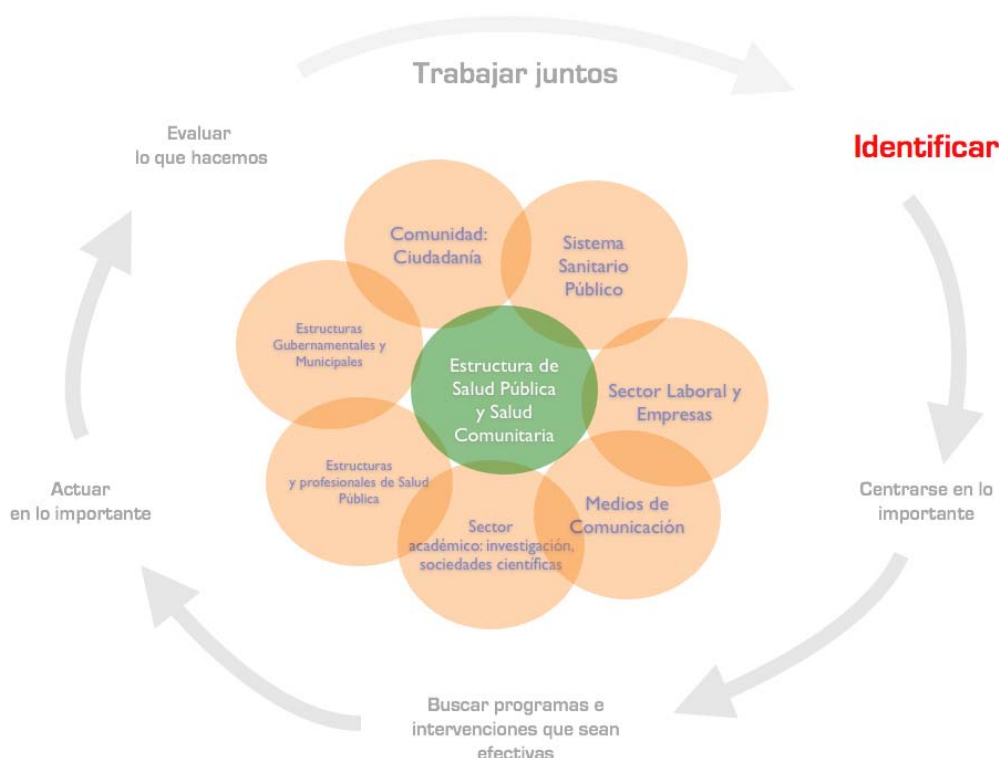 Trabajar juntos
Identificar
Centrarse en lo
importante
Buscar programas e
intervenciones que sean
efectivas
Actuar
en lo importante
Evaluar
lo que hacemos
Comunidad:
Ciudadanía
Sistema
Sanitario
Público
Sector Laboral y
Empresas
Medios de
Comunicación
Sector
académico: investigación,
sociedades científicas
Estructuras
y profesionales de Salud
Pública
Estructuras
Gubernamentales y
Municipales
Estructura de
Salud Pública
y Salud
Comunitaria